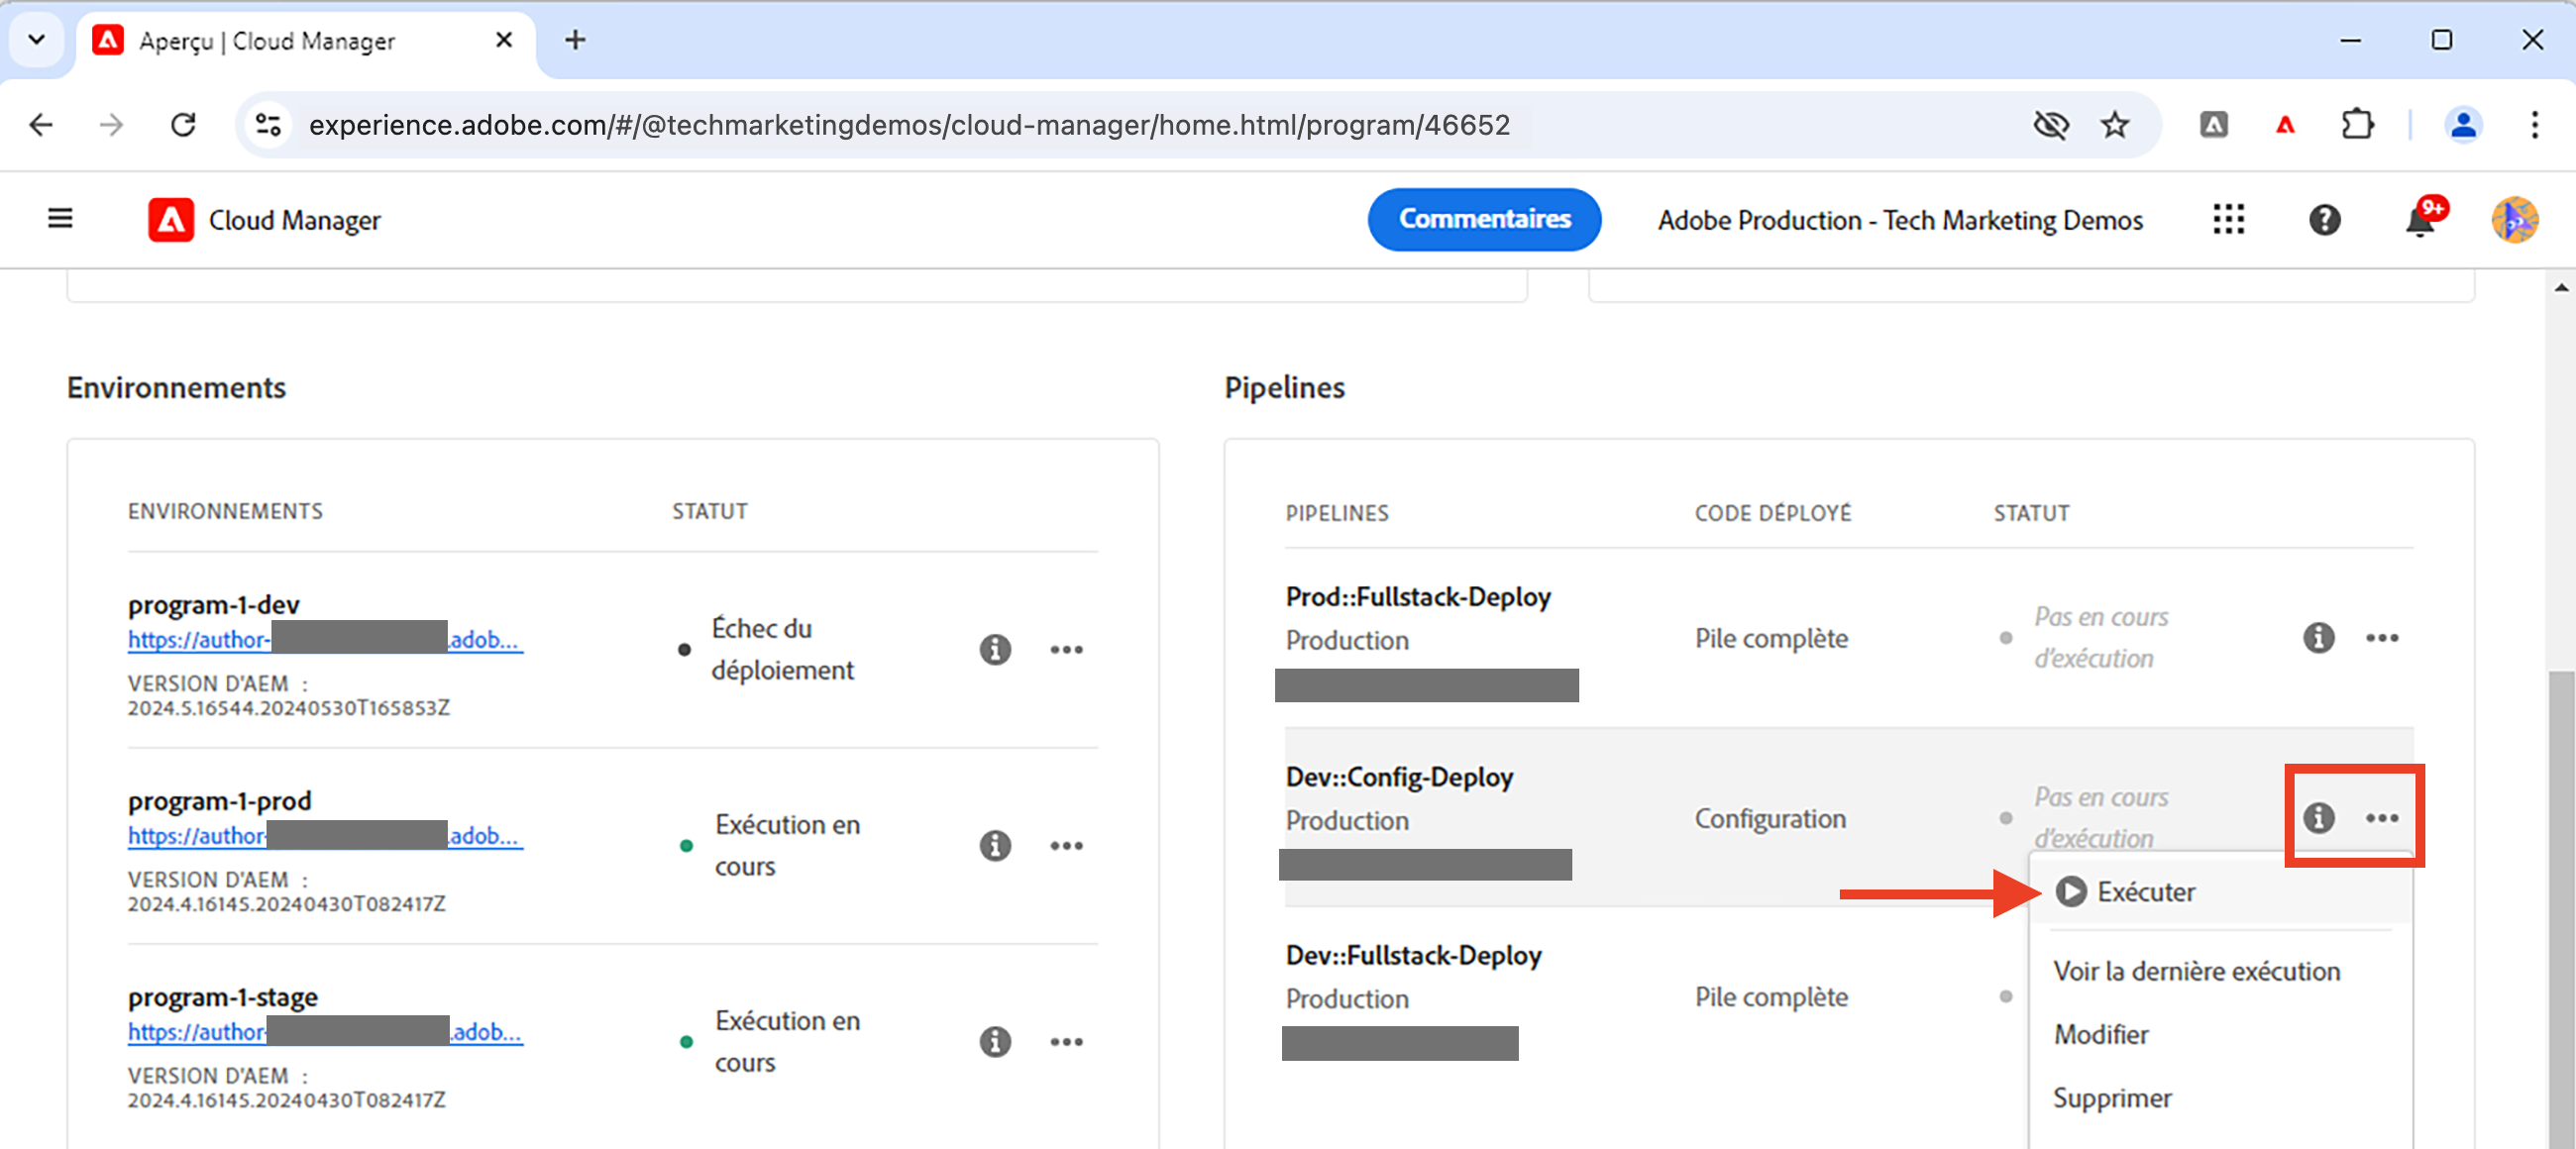 Aperçu | Cloud Manager
experience.adobe.com/#/@techmarketingdemos/cloud-manager/home.html/program/46652
Cloud Manager
Commentaires
Adobe Production - Tech Marketing Demos
9+
Environnements
ENVIRONNEMENTS STATUT
program-1-dev
https://author- .adob...
VERSION D'AEM :
2024.5.16544.20240530T165853Z
Échec du
déploiement
program-1-prod
https://author- .adob...
VERSION D'AEM :
2024.4.16145.20240430T082417Z
Exécution en
cours
program-1-stage
https://author- .adob...
VERSION D'AEM :
2024.4.16145.20240430T082417Z
Exécution en
cours
Pipelines
PIPELINES CODE DÉPLOYÉ STATUT
Prod::Fullstack-Deploy
Production
Pile complète
Pas en cours
d'exécution
Dev::Config-Deploy
Production
Configuration
Pas en cours
d'exécution
Dev::Fullstack-Deploy
Production
Pile complète
Exécuter
Voir la dernière exécution
Modifier
Supprimer